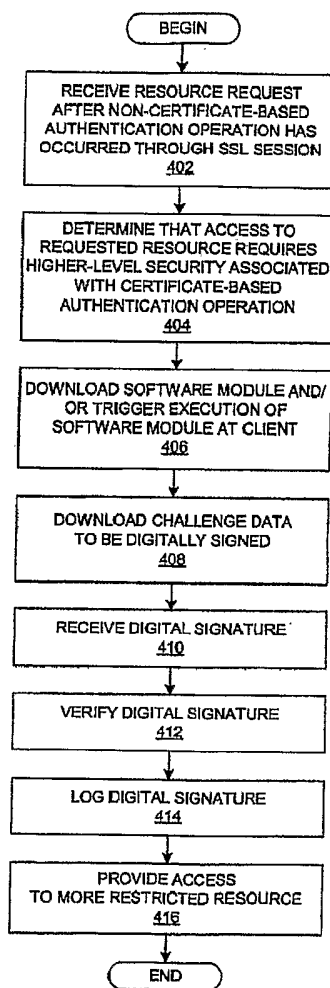 BEGIN
RECEIVE RESOURCE REQUEST
AFTER NON-CERTIFICATE-BASED
AUTHENTICATION OPERATION HAS
OCCURRED THROUGH SSL SESSION
402
DETERMINE THAT ACCESS TO
REQUESTED RESOURCE REQUIRES
HIGHER-LEVEL SECURITY ASSOCIATED
WITH CERTIFICATE-BASED
AUTHENTICATION OPERATION
404
DOWNLOAD SOFTWARE MODULE AND/
OR TRIGGER EXECUTION OF
SOFTWARE MODULE AT CLIENT
406
DOWNLOAD CHALLENGE DATA
TO BE DIGITALLY SIGNED
408
RECEIVE DIGITAL SIGNATURE
410
VERIFY DIGITAL SIGNATURE
412
LOG DIGITAL SIGNATURE
414
PROVIDE ACCESS
TO MORE RESTRICTED RESOURCE
416
END